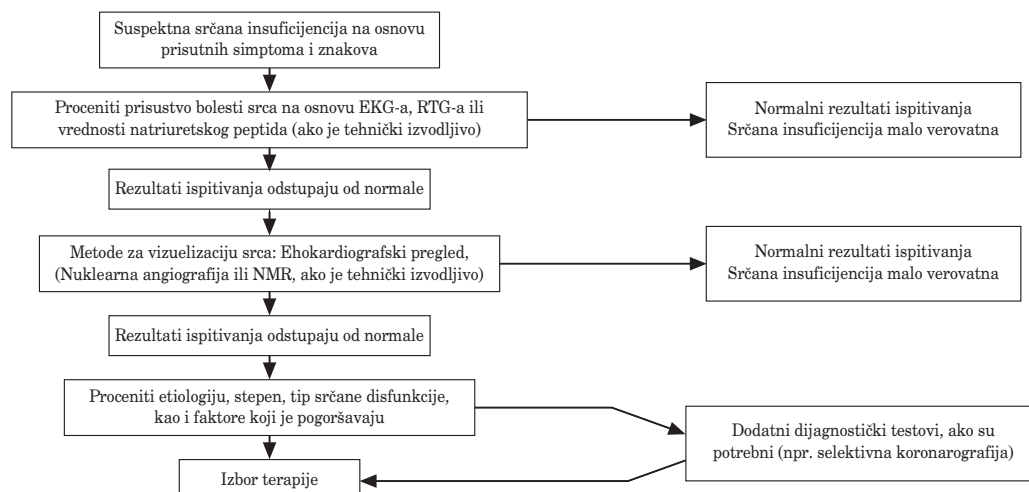 Suspektna srčana insuficijencija na osnovu
prisutnih simptoma i znakova
Proceniti prisustvo bolesti srca na osnovu EKG-a, RTG-a ili
vrednosti natriuretskog peptida (ako je tehnički izvodljivo)
Normalni rezultati ispitivanja
Srčana insuficijencija malo verovatna
Rezultati ispitivanja odstupaju od normale
Metode za vizuelizaciju srca: Ehokardiografski pregled,
(Nuklearna angiografija ili NMR, ako je tehnički izvodljivo)
Normalni rezultati ispitivanja
Srčana insuficijencija malo verovatna
Rezultati ispitivanja odstupaju od normale
Proceniti etiologiju, stepen, tip srčane disfunkcije,
kao i faktore koji je pogoršavaju
Dodatni dijagnostički testovi, ako su
potrebni (npr. selektivna koronarografija)
Izbor terapije